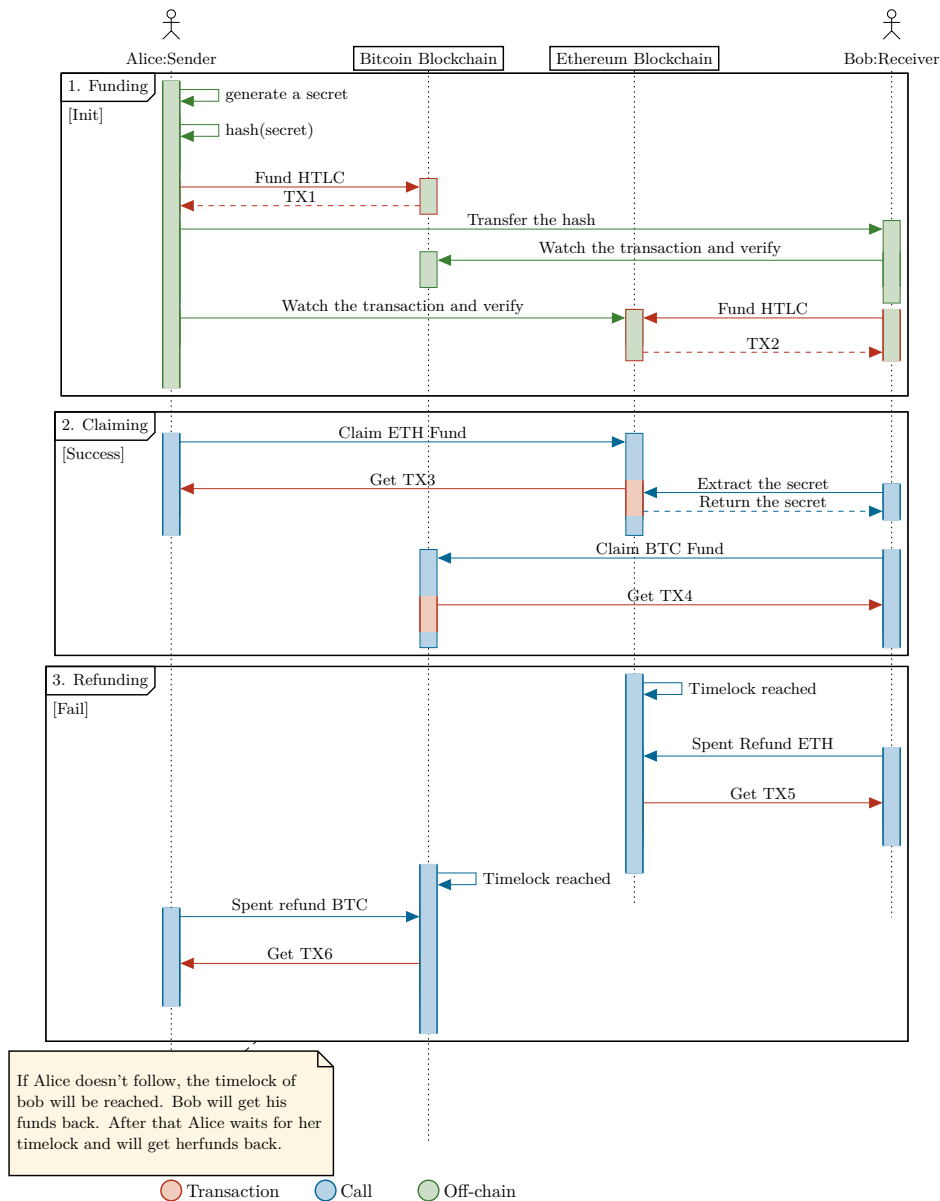 Alice:Sender
Bitcoin Blockchain
Ethereum Blockchain
Bob:Receiver
1. Funding
[Init]
generate a secret
hash(secret)
Fund HTLC
TX1
Transfer the hash
Watch the transaction and verify
Watch the transaction and verify
Fund HTLC
TX2
2. Claiming
[Success]
Claim ETH Fund
Get TX3
Extract the secret
Return the secret
Claim BTC Fund
Get TX4
3. Refunding
[Fail]
Timelock reached
Spent Refund ETH
Get TX5
Timelock reached
Spent refund BTC
Get TX6
If Alice doesn't follow, the timelock of
bob will be reached. Bob will get his
funds back. After that Alice waits for her
timelock and will get herfunds back.
Transaction
Call
Off-chain